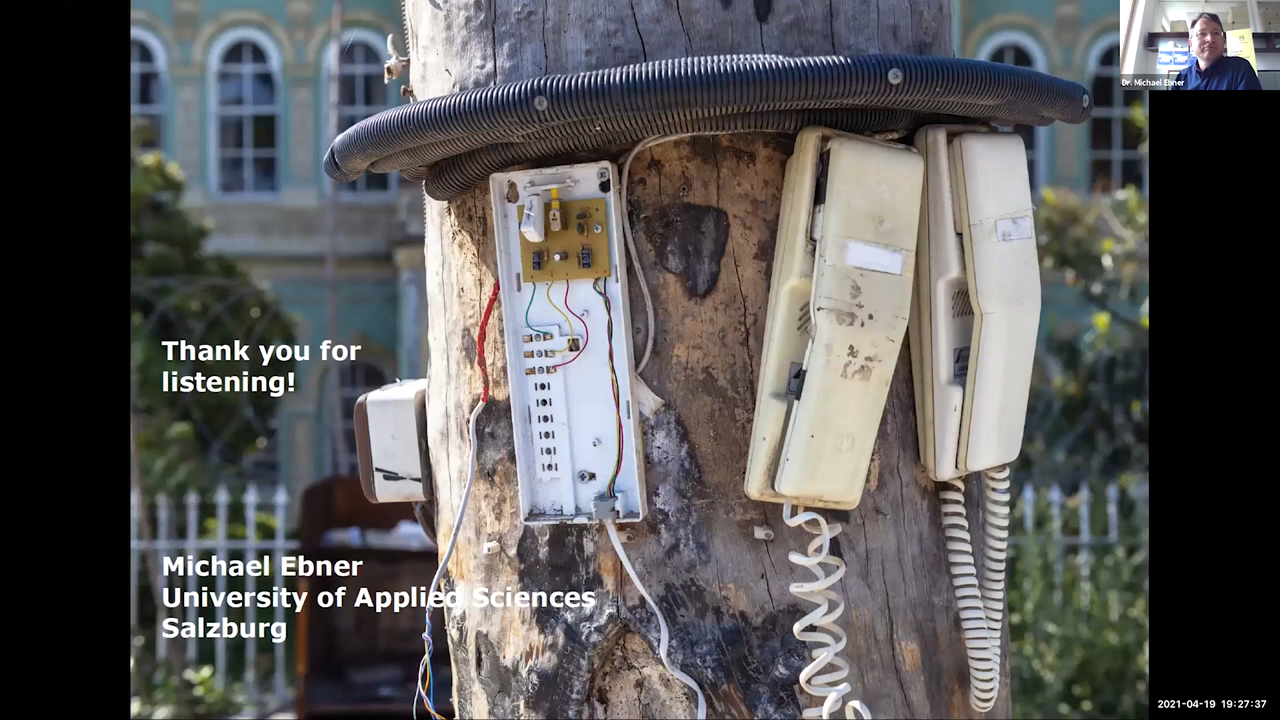 Dr. Michael Ebner
Thank you for
listening!
Michael Ebner
University of Applied Sciences
Salzburg
2021-04-19 19:27:37